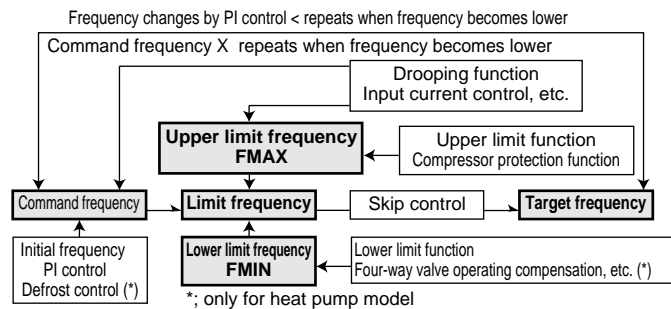 Frequency changes by PI control < repeats when frequency becomes lower
Command frequency X repeats when frequency becomes lower
Drooping function
Input current control, etc.
Upper limit frequency
FMAX
Upper limit function
Compressor protection function
Command frequency
Limit frequency
Skip control
Target frequency
Initial frequency
PI control
Defrost control (*)
Lower limit frequency
FMIN
Lower limit function
Four-way valve operating compensation, etc. (*)
*; only for heat pump model